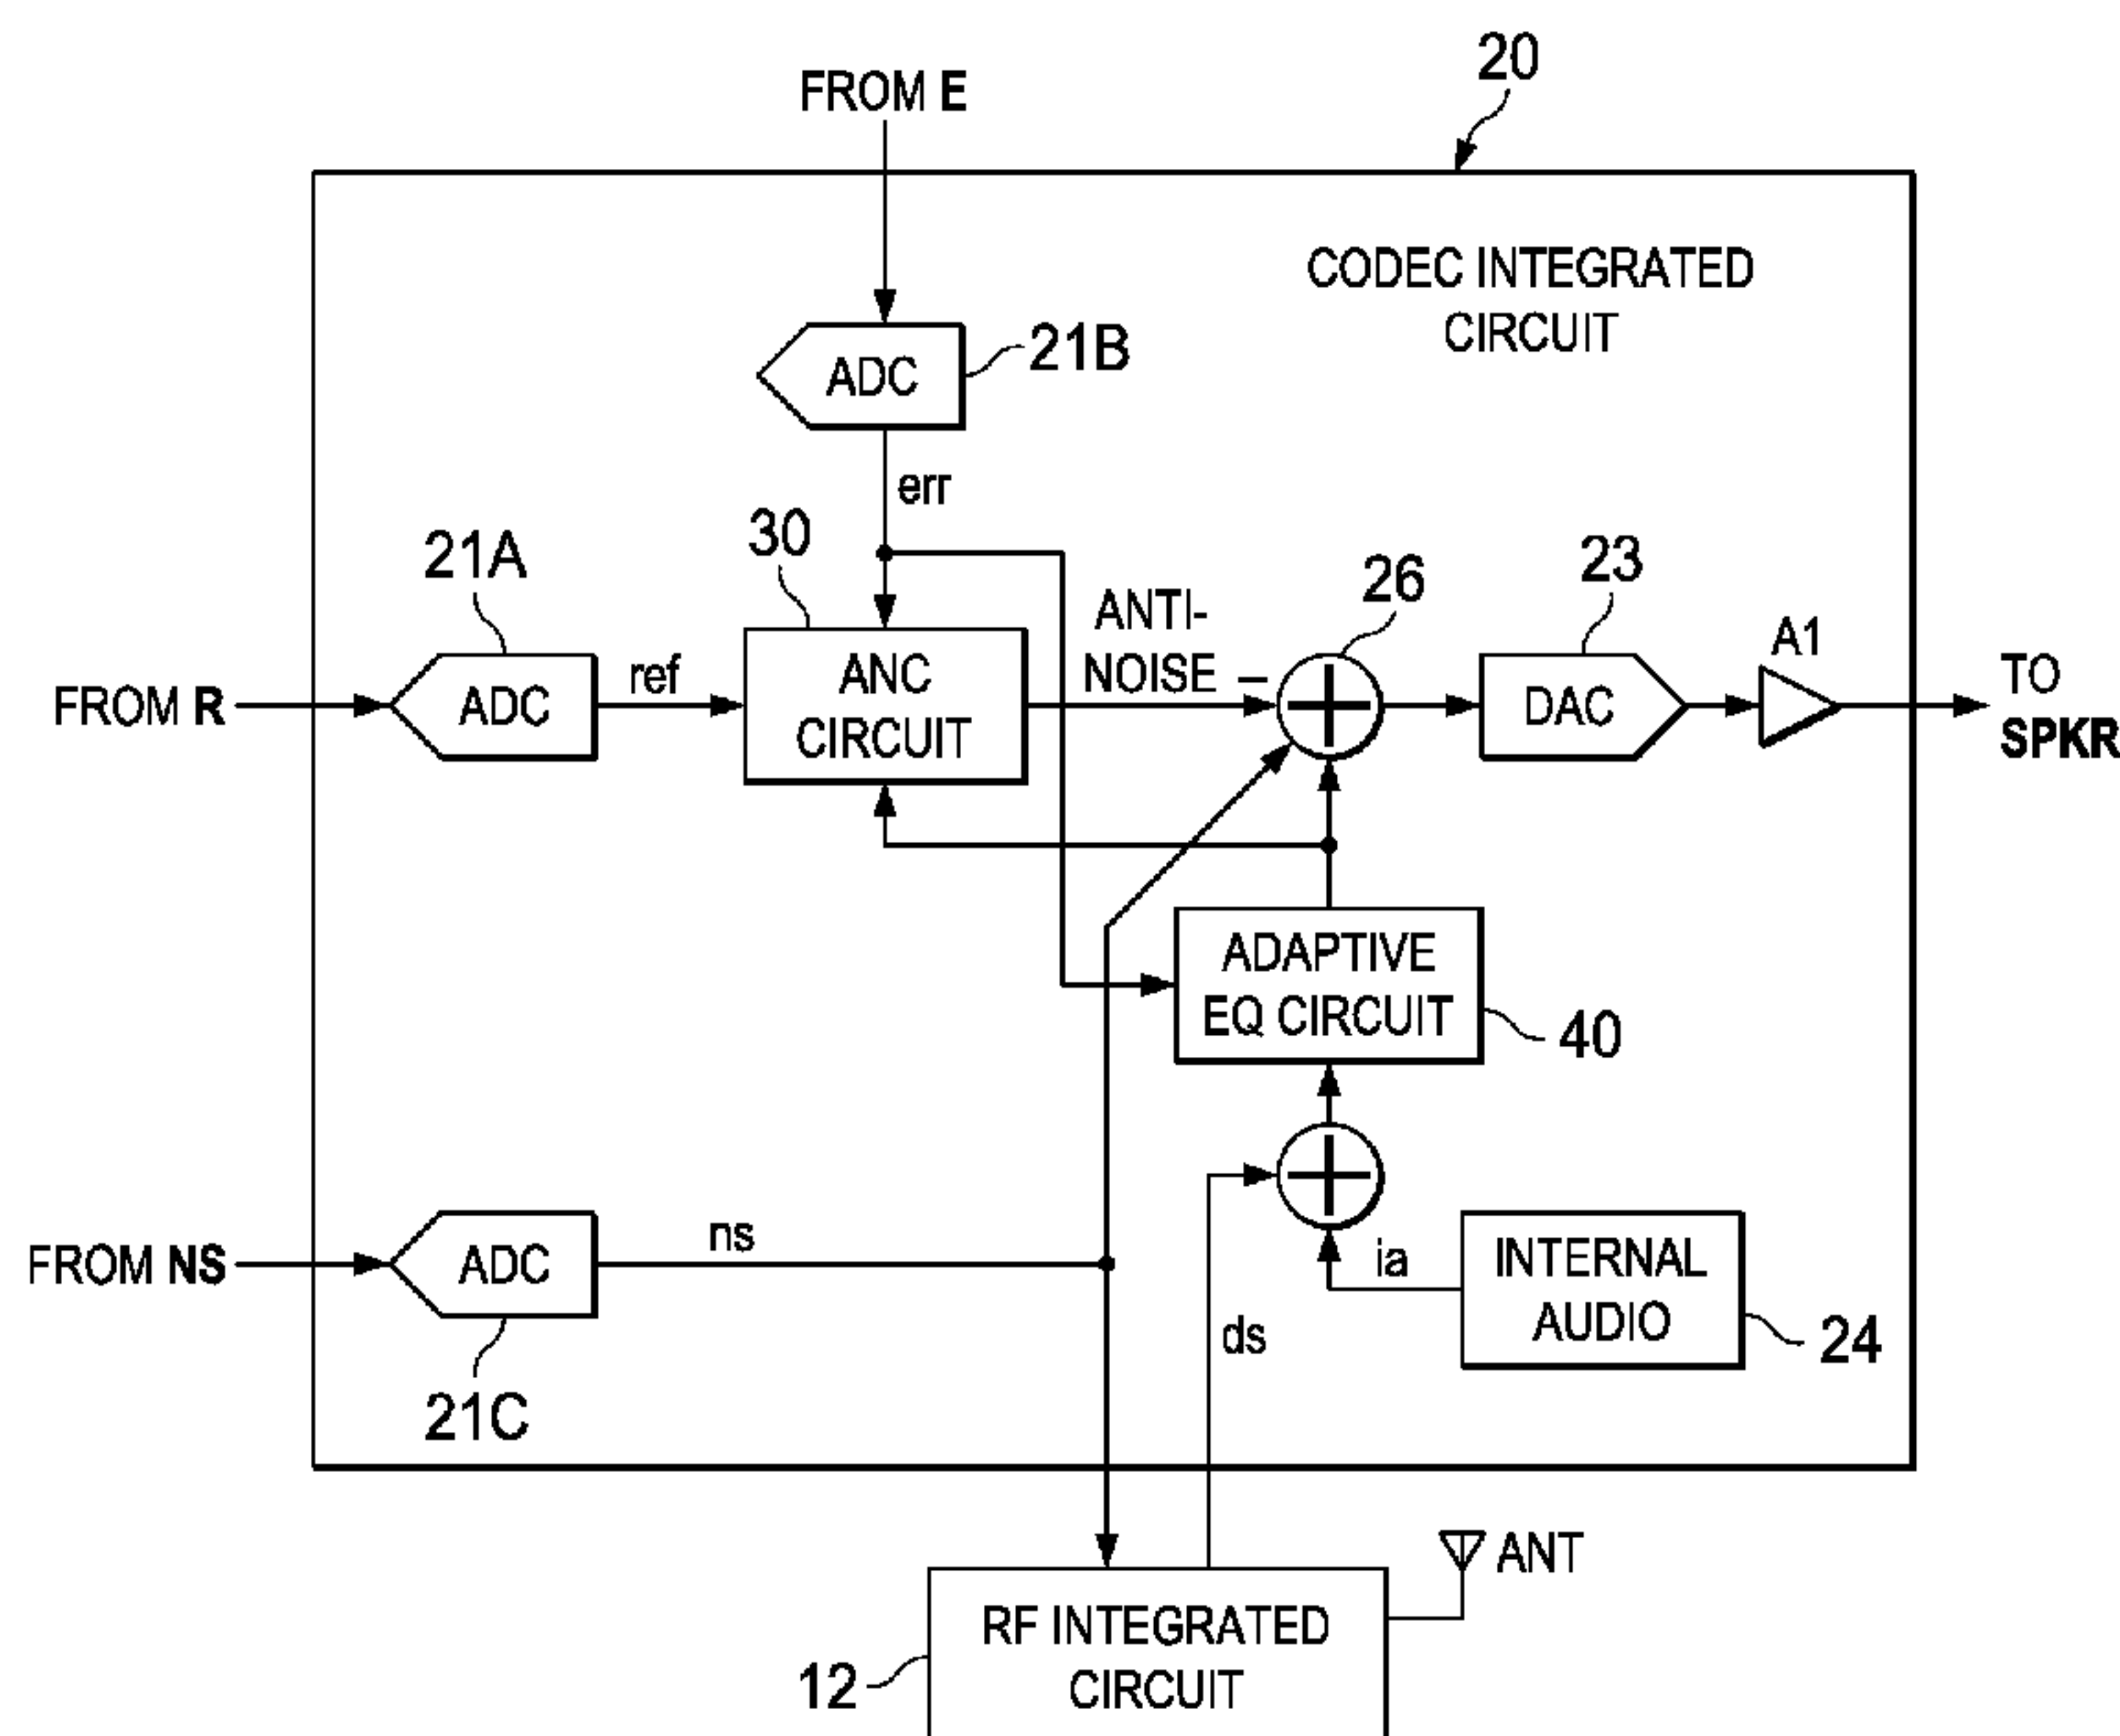 20
FROM E
CODEC INTEGRATED
CIRCUIT
ADC
21B
err
21A
30
ANTI-
NOISE –
26
23
A1
FROM R
ADC
ref
ANC
CIRCUIT
DAC
TO
SPKR
ADAPTIVE
EQ CIRCUIT
40
FROM NS
ADC
ns
21C
ds
ia
INTERNAL
AUDIO
24
ANT
RF INTEGRATED
CIRCUIT
12